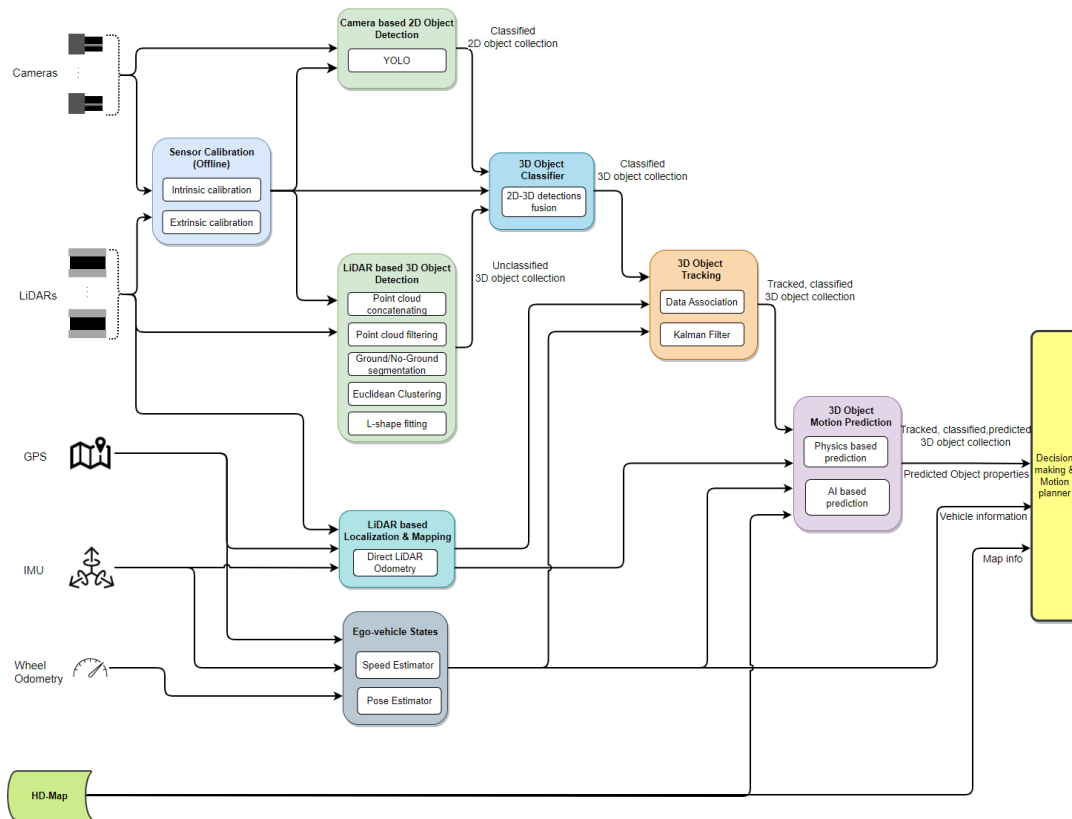 Camera based 2D Object
Detection
YOLO
Classified
2D object collection
Cameras
Sensor Calibration
(Offline)
Intrinsic calibration
Extrinsic calibration
3D Object
Classifier
2D-3D detections
fusion
Classified
3D object collection
LiDARs
LiDAR based 3D Object
Detection
Point cloud
concatenating
Point cloud filtering
Ground/No-Ground
segmentation
Euclidean Clustering
L-shape fitting
Unclassified
3D object collection
3D Object
Tracking
Data Association
Kalman Filter
Tracked, classified
3D object collection
3D Object
Motion Prediction
Physics based
prediction
AI based
prediction
Tracked, classified,predicted
3D object collection
Predicted Object properties
Decision
making &
Motion
planner
Vehicle information
Map info
GPS
LiDAR based
Localization & Mapping
Direct LiDAR
Odometry
IMU
Ego-vehicle States
Speed Estimator
Pose Estimator
Wheel
Odometry
HD-Map